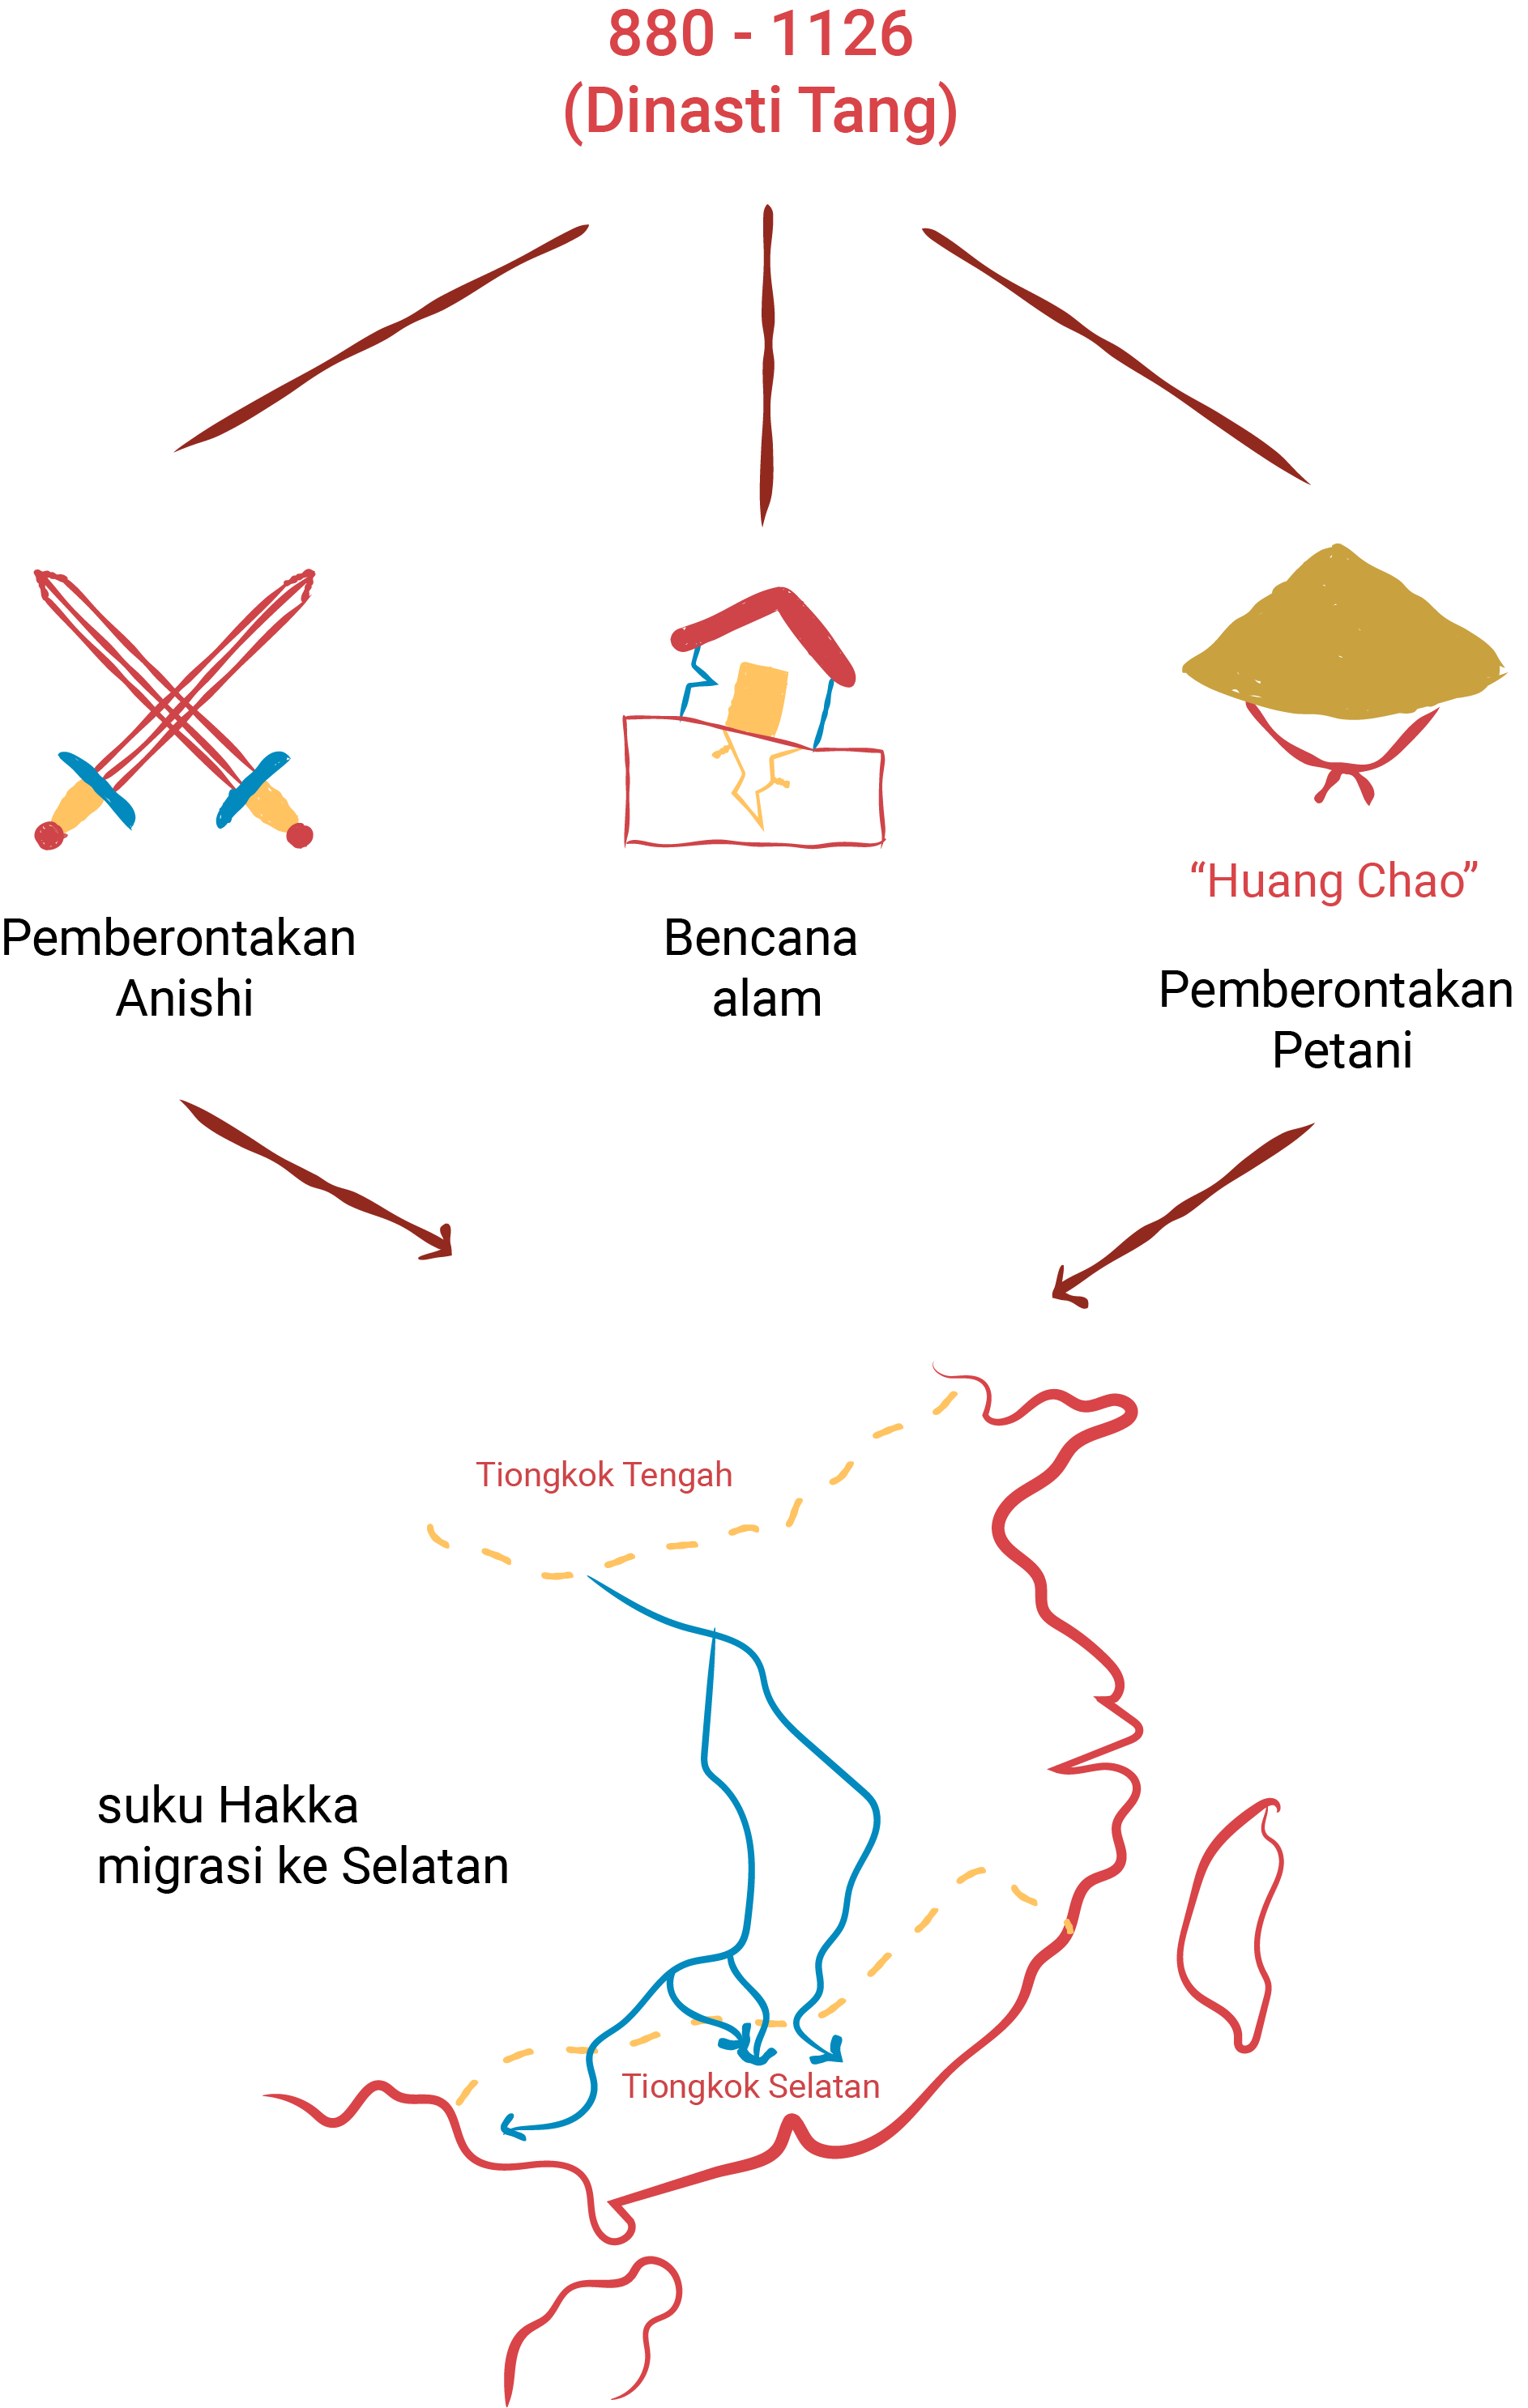 880 - 1126
(Dinasti Tang)
Pemberontakan
Anishi
Bencana
alam
“Huang Chao”
Pemberontakan
Petani
Tiongkok Tengah
suku Hakka
migrasi ke Selatan
Tiongkok Selatan